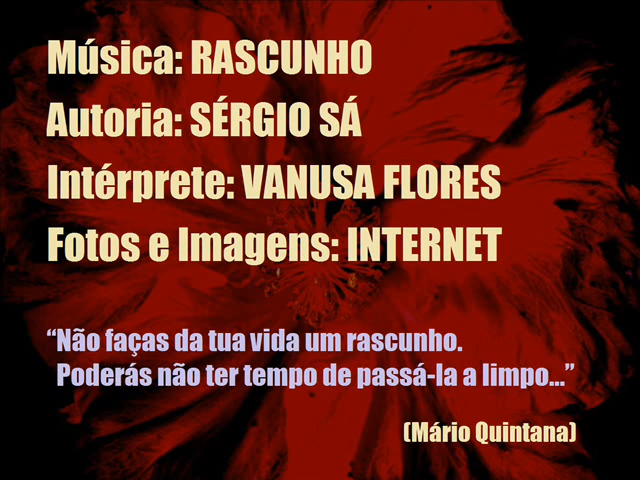 Música: RASCUNHO
Autoria: SÉRGIO SÁ
Intérprete: VANUSA FLORES
Fotos e Imagens: INTERNET
“Não faças da tua vida um rascunho.
Poderás não ter tempo de passá-la a limpo...”
(Mário Quintana)